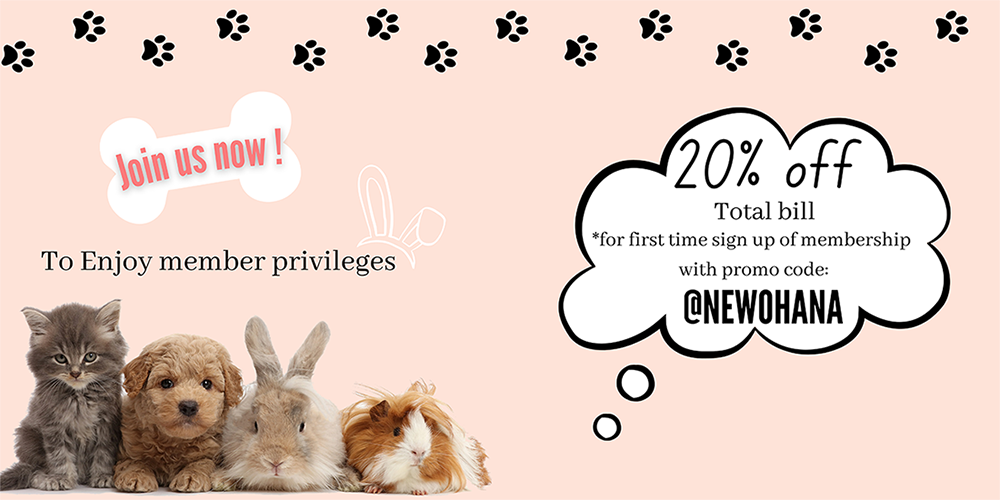 Join us now !
To Enjoy member privileges
20% off
Total bill
*for first time sign up of membership
with promo code:
@NEWOHANA